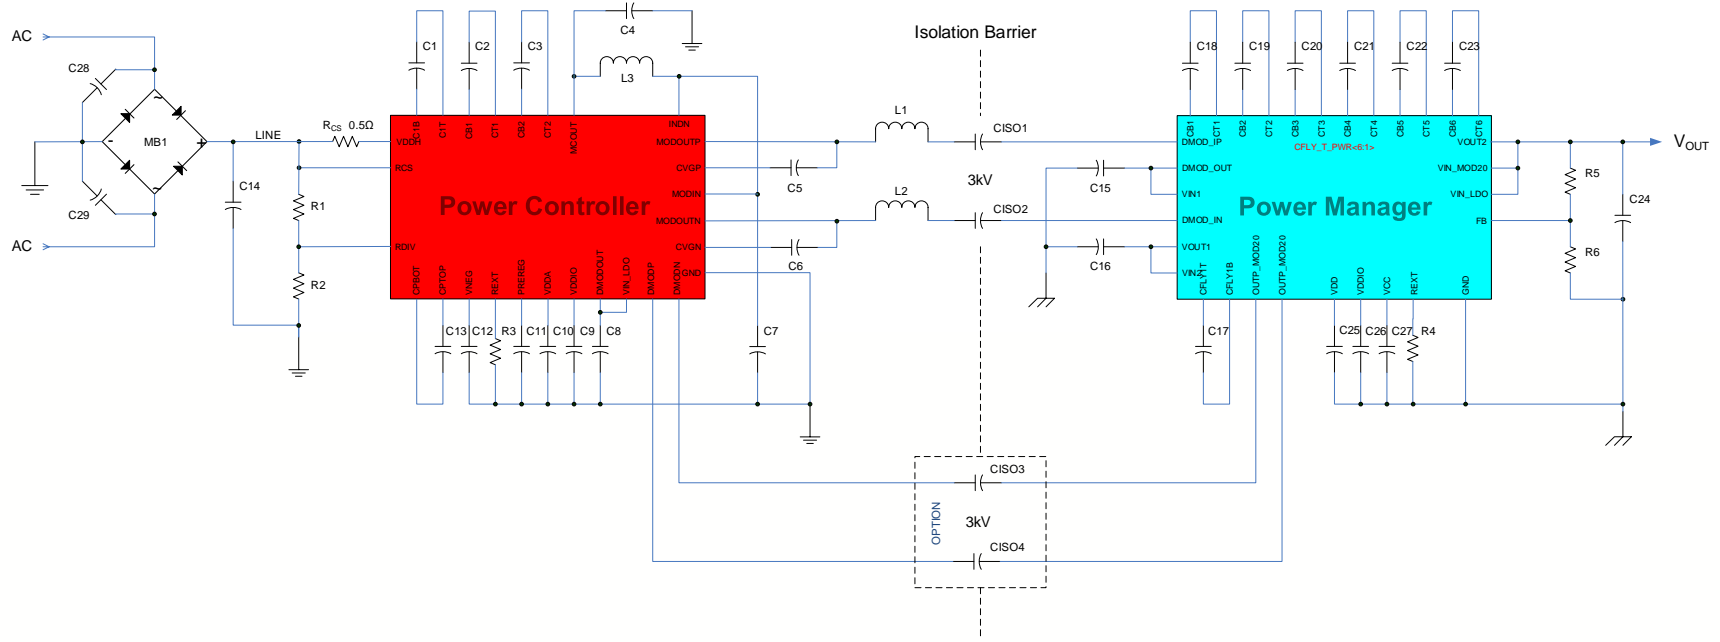 AC
C28
MB1
~
~
-
+
C29
AC
LINE
C14
RCS 0.5Ω
R1
R2
C1
C2
C3
C4
L3
C1B
C1T
CB1
CT1
CB2
CT2
MCOUT
INDN
VDDH
RCS
RDIV
Power Controller
MODOUTP
CVGP
MODIN
MODOUTN
CVGN
GND
CPBOT
CPTOP
VNEG
REXT
PREREG
VDDA
VDDIO
DMODOUT
VIN_LDO
DMODP
DMODN
C13
C12
R3
C11
C10
C9
C8
C7
C5
C6
L1
L2
Isolation Barrier
CISO1
3kV
CISO2
C15
C16
C18
C19
C20
C21
C22
C23
CB1
CT1
CB2
CT2
CB3
CT3
CB4
CT4
CB5
CT5
CB6
CT6
CFLY_T_PWR<6:1>
DMOD_IP
DMOD_OUT
VIN1
DMOD_IN
VOUT1
VIN2
Power Manager
VOUT2
VIN_MOD20
VIN_LDO
FB
CFLY1T
CFLY1B
OUTP_MOD20
OUTP_MOD20
VDD
VDDIO
VCC
REXT
GND
C17
C25
C26
C27
R4
R5
R6
C24
VOUT
CISO3
OPTION
3kV
CISO4